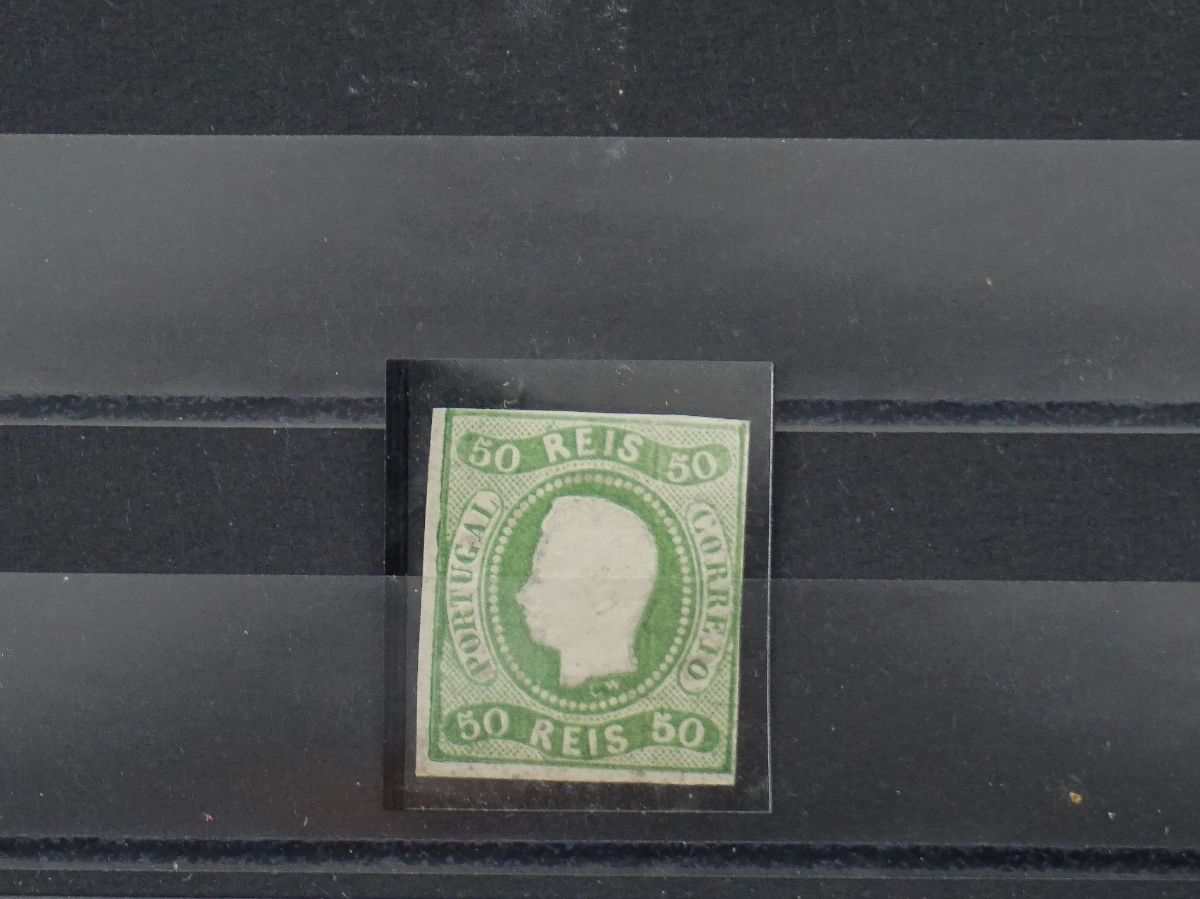 50 REIS 50
PORTUGAL
CORREIO
C.W.
50 REIS 50